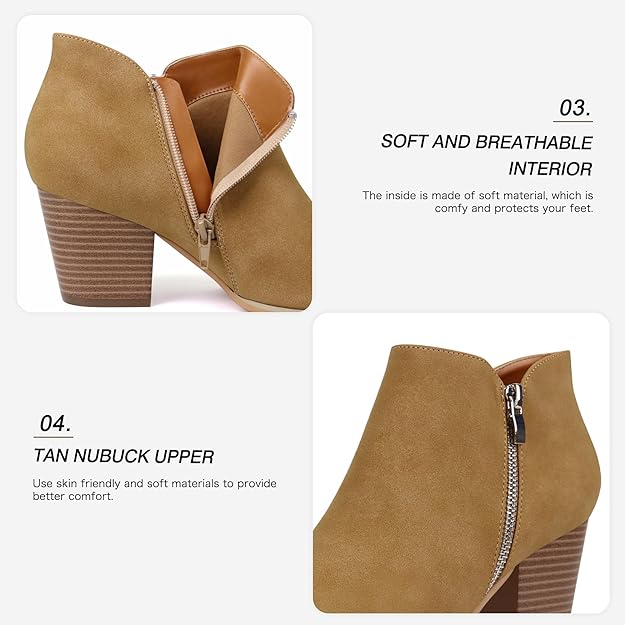 03.
SOFT AND BREATHABLE
INTERIOR
The inside is made of soft material, which is
comfy and protects your feet.
04.
TAN NUBUCK UPPER
Use skin friendly and soft materials to provide
better comfort.